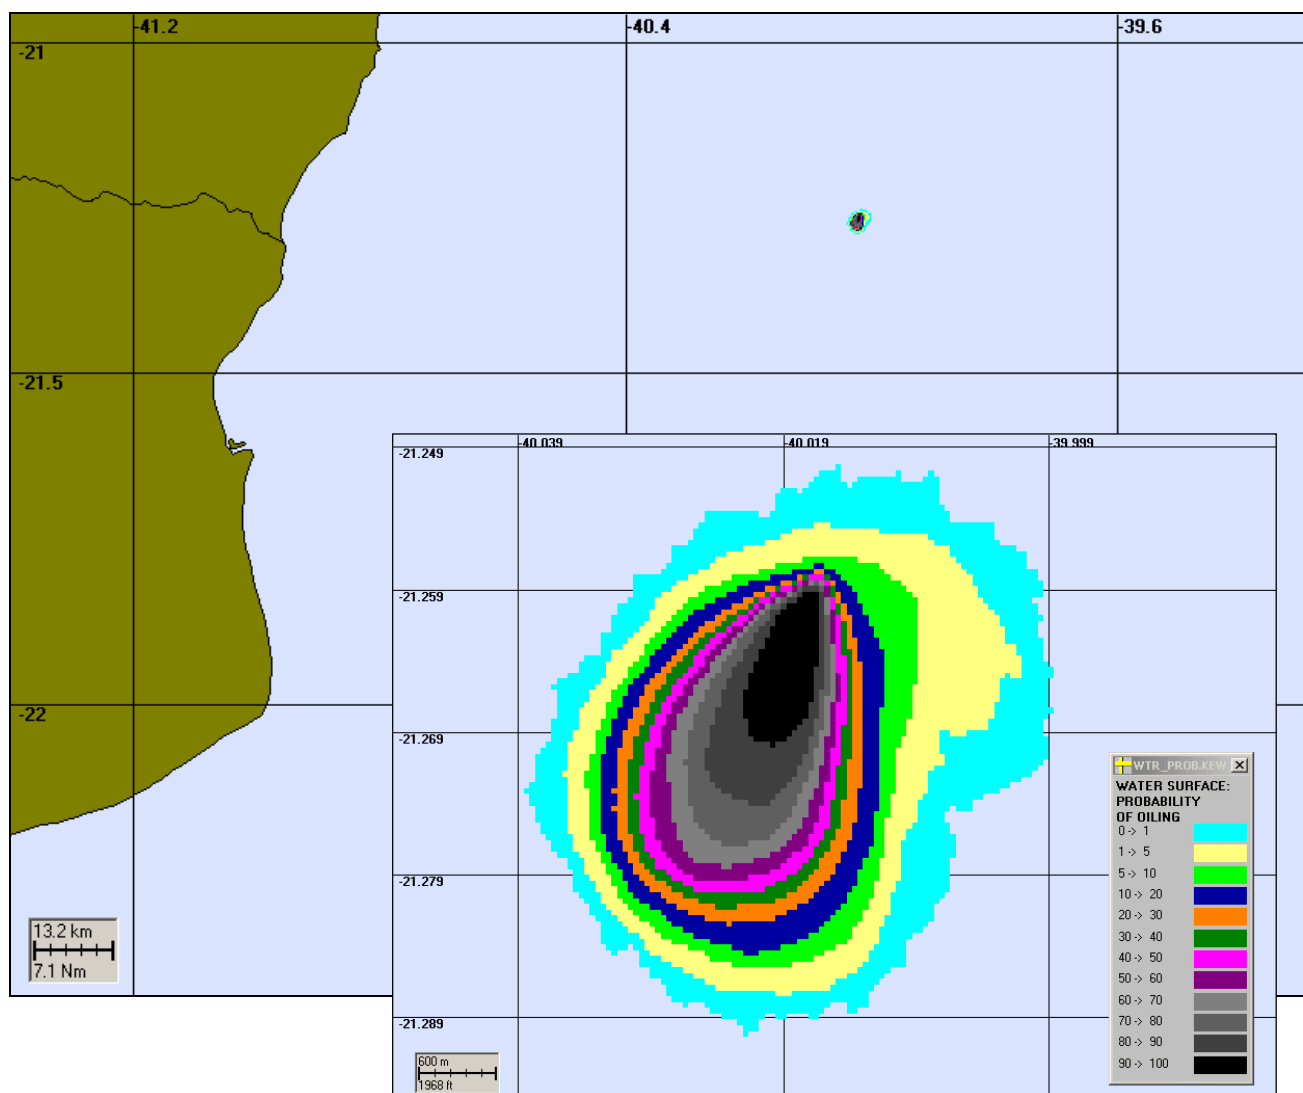 -41.2
-40.4
-39.6
-21
-21.5
-22
13.2 km
7.1 Nm
-40.039
-40.019
-39.999
-21.249
-21.259
-21.269
-21.279
-21.289
600 m
1968 ft
WTR_PROB.KEW
WATER SURFACE:
PROBABILITY
OF OILING
0 -> 1
1 -> 5
5 -> 10
10 -> 20
20 -> 30
30 -> 40
40 -> 50
50 -> 60
60 -> 70
70 -> 80
80 -> 90
90 -> 100